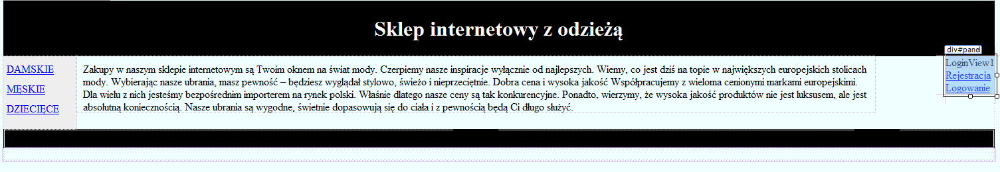 Sklep internetowy z odzieżą
div#panel
DAMSKIE
MĘSKIE
DZIECIĘCE
Zakupy w naszym sklepie internetowym są Twoim oknem na świat mody. Czerpiemy nasze inspiracje wyłącznie od najlepszych. Wiemy, co jest dziś na topie w największych europejskich stolicach
mody. Wybierając nasze ubrania, masz pewność – będziesz wyglądał stylowo, świeżo i nieprzeciętnie. Dobra cena i wysoka jakość Współpracujemy z wieloma cenionymi markami europejskimi.
Dla wielu z nich jesteśmy bezpośrednim importerem na rynek polski. Właśnie dlatego nasze ceny są tak konkurencyjne. Ponadto, wierzymy, że wysoka jakość produktów nie jest luksusem, ale jest
absolutną koniecznością. Nasze ubrania są wygodne, świetnie dopasowują się do ciała i z pewnością będą Ci długo służyć.
LoginView1
Rejestracja
Logowanie